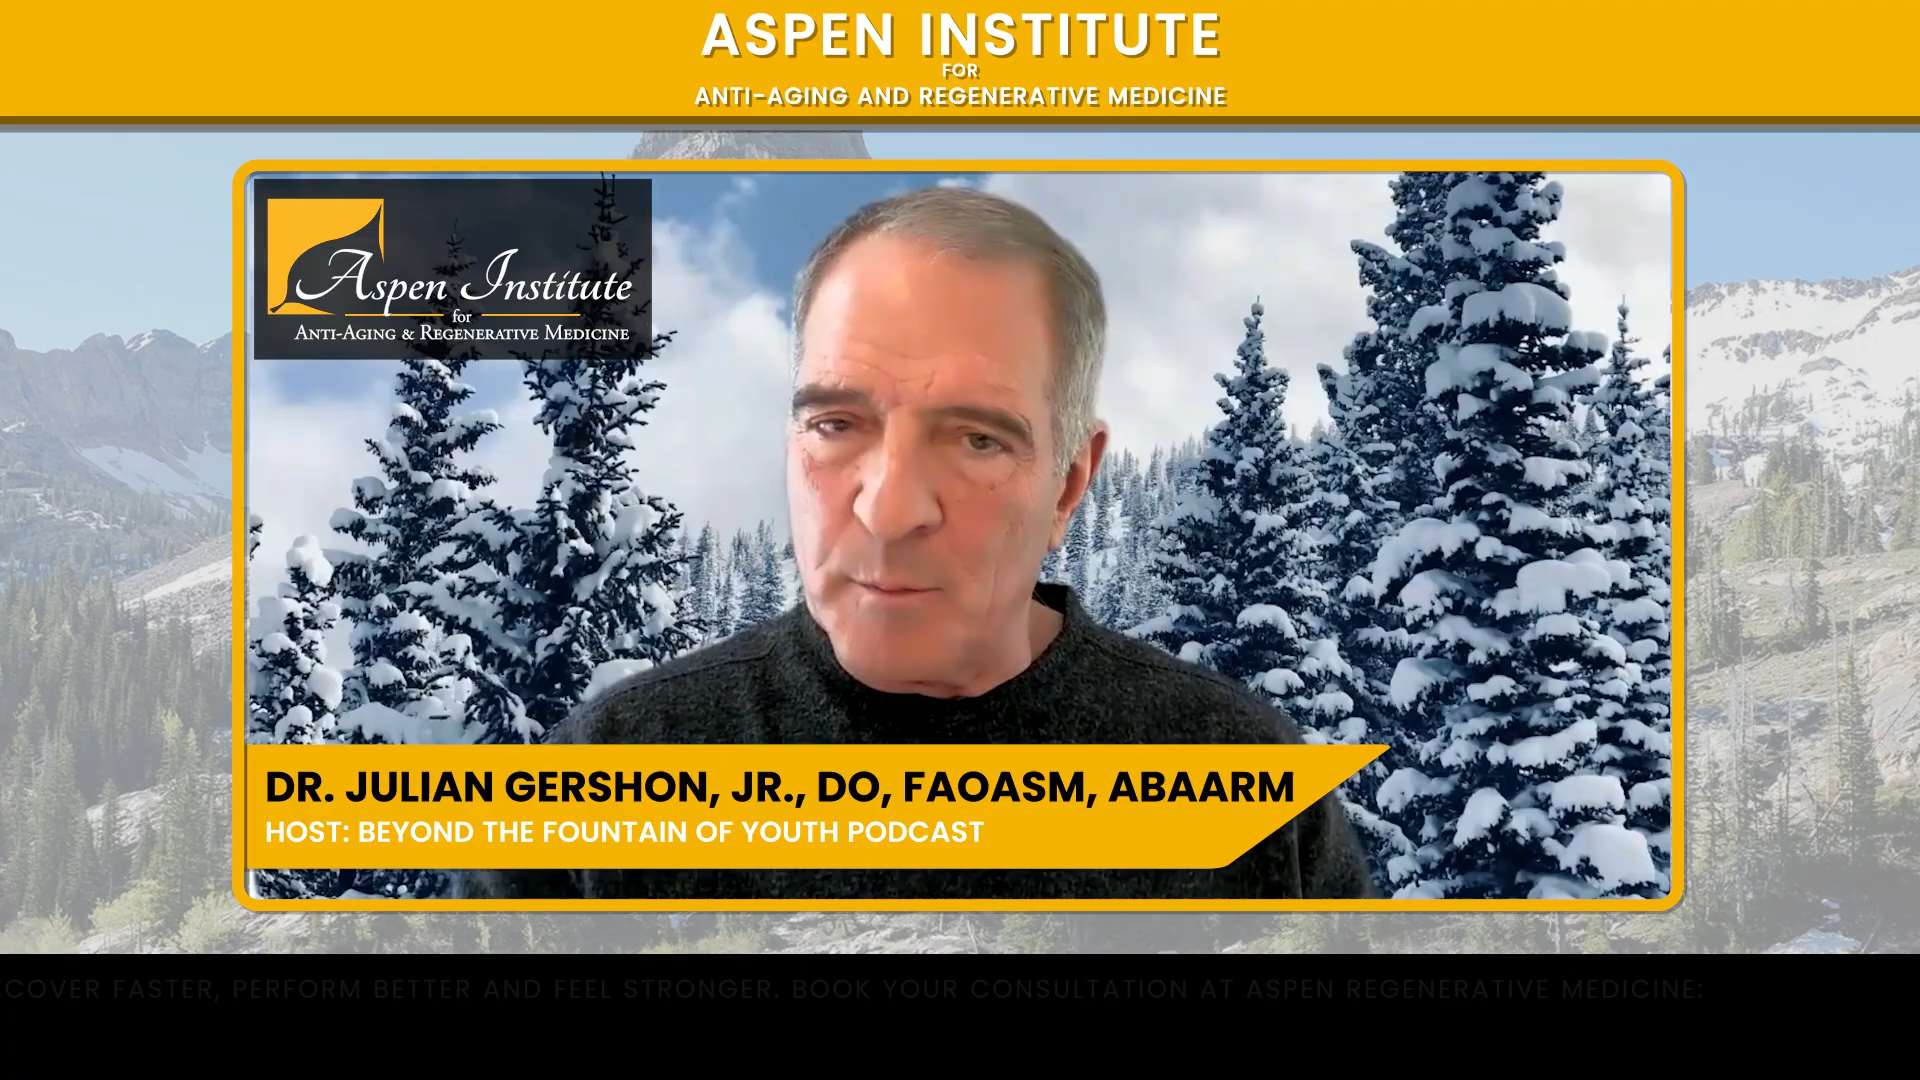 ASPEN INSTITUTE
FOR
ANTI-AGING AND REGENERATIVE MEDICINE
Aspen Institute
for
ANTI-AGING & REGENERATIVE MEDICINE
DR. JULIAN GERSHON, JR., DO, FAOASM, ABAARM
HOST: BEYOND THE FOUNTAIN OF YOUTH PODCAST
COVER FASTER, PERFORM BETTER AND FEEL STRONGER. BOOK YOUR CONSULTATION AT ASPEN REGENERATIVE MEDICINE: